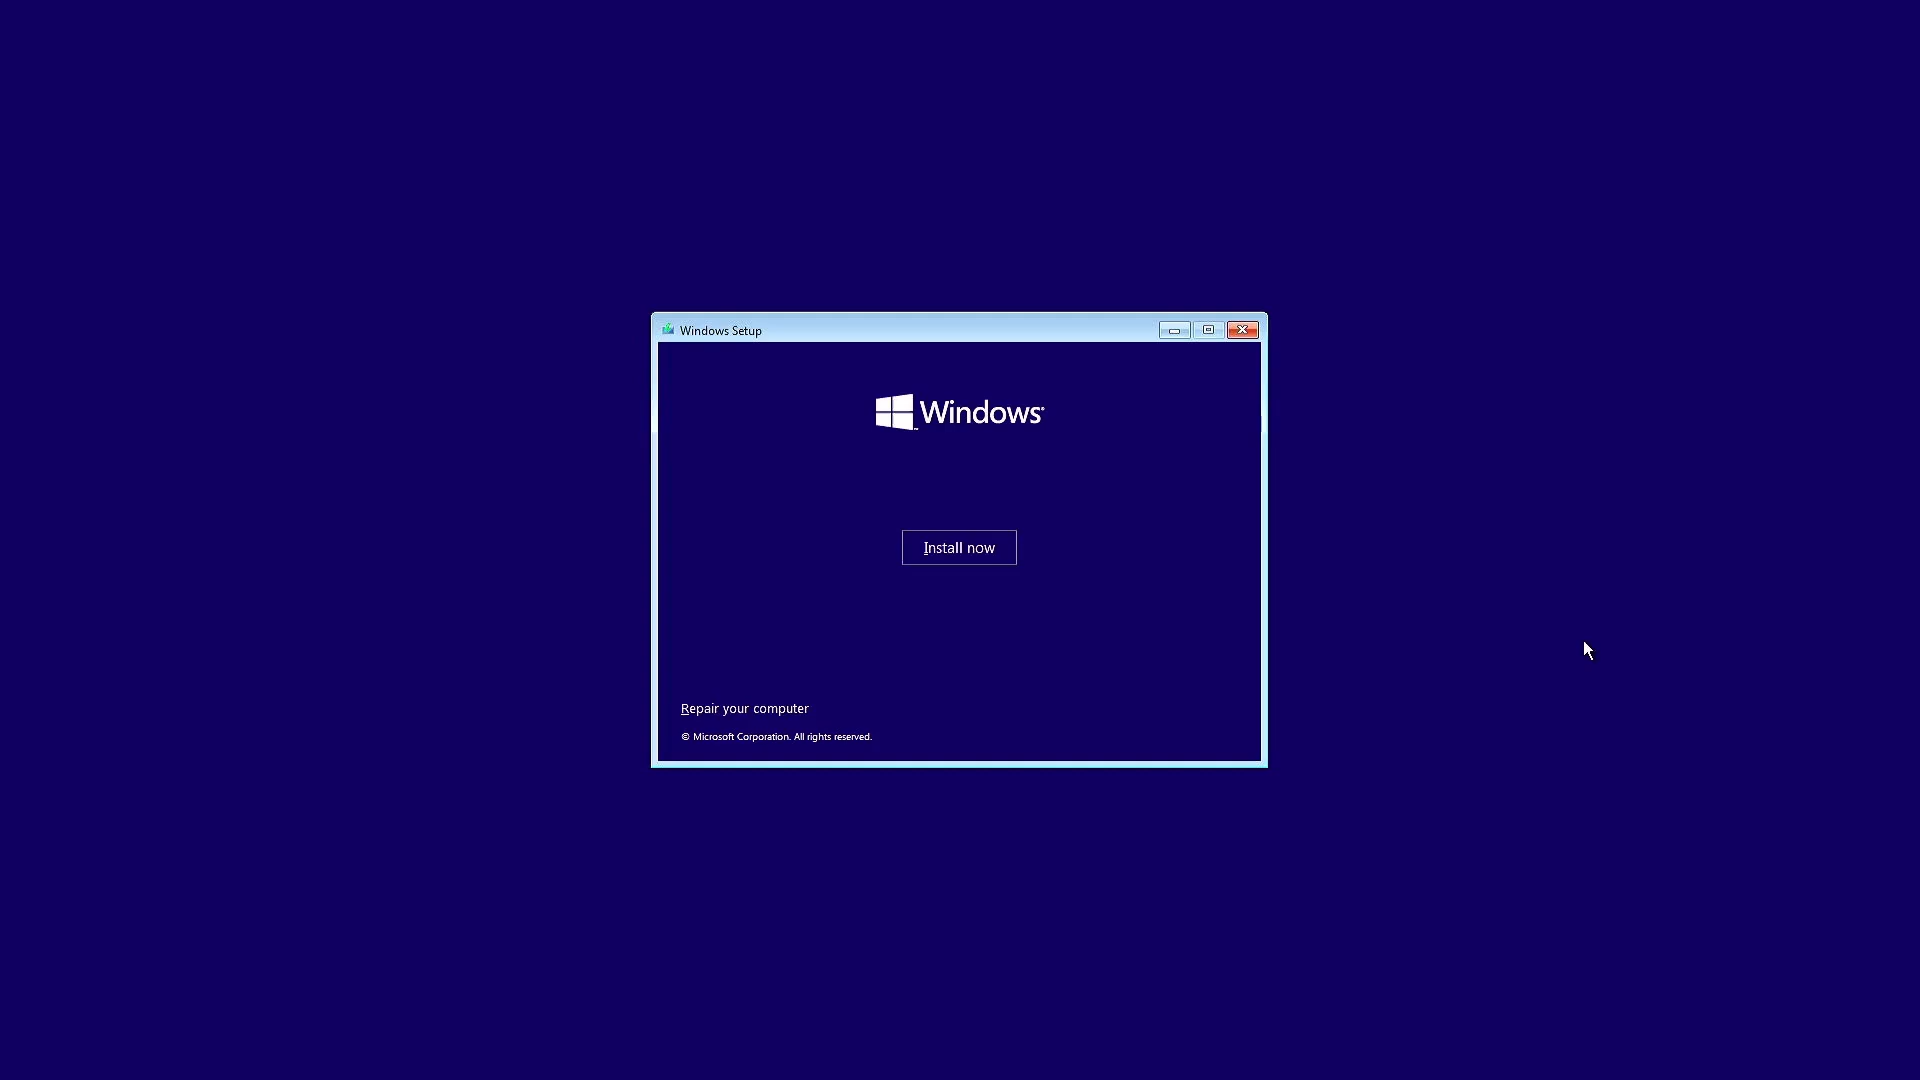 Windows Setup
Windows
Install now
Repair your computer
© Microsoft Corporation. All rights reserved.